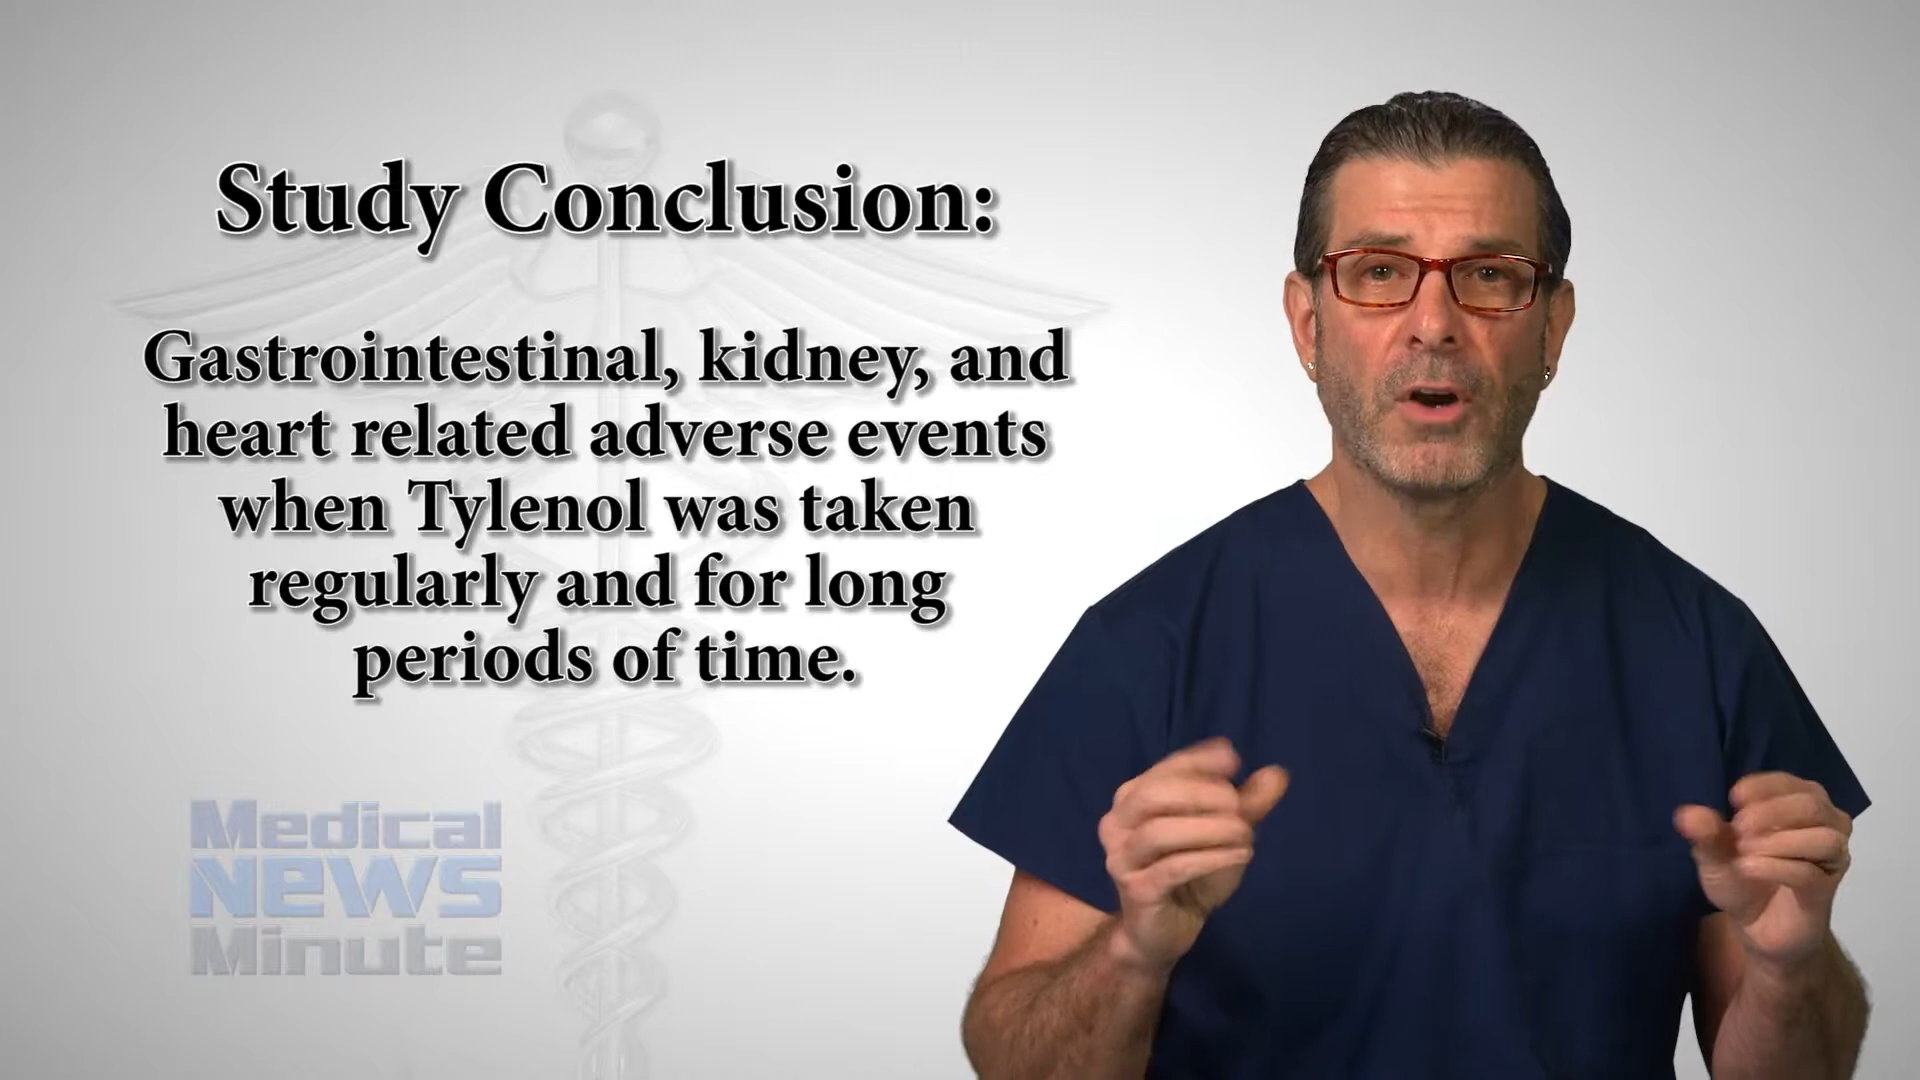 Study Conclusion:
Gastrointestinal, kidney, and
heart related adverse events
when Tylenol was taken
regularly and for long
periods of time.
Medical
News
Minute